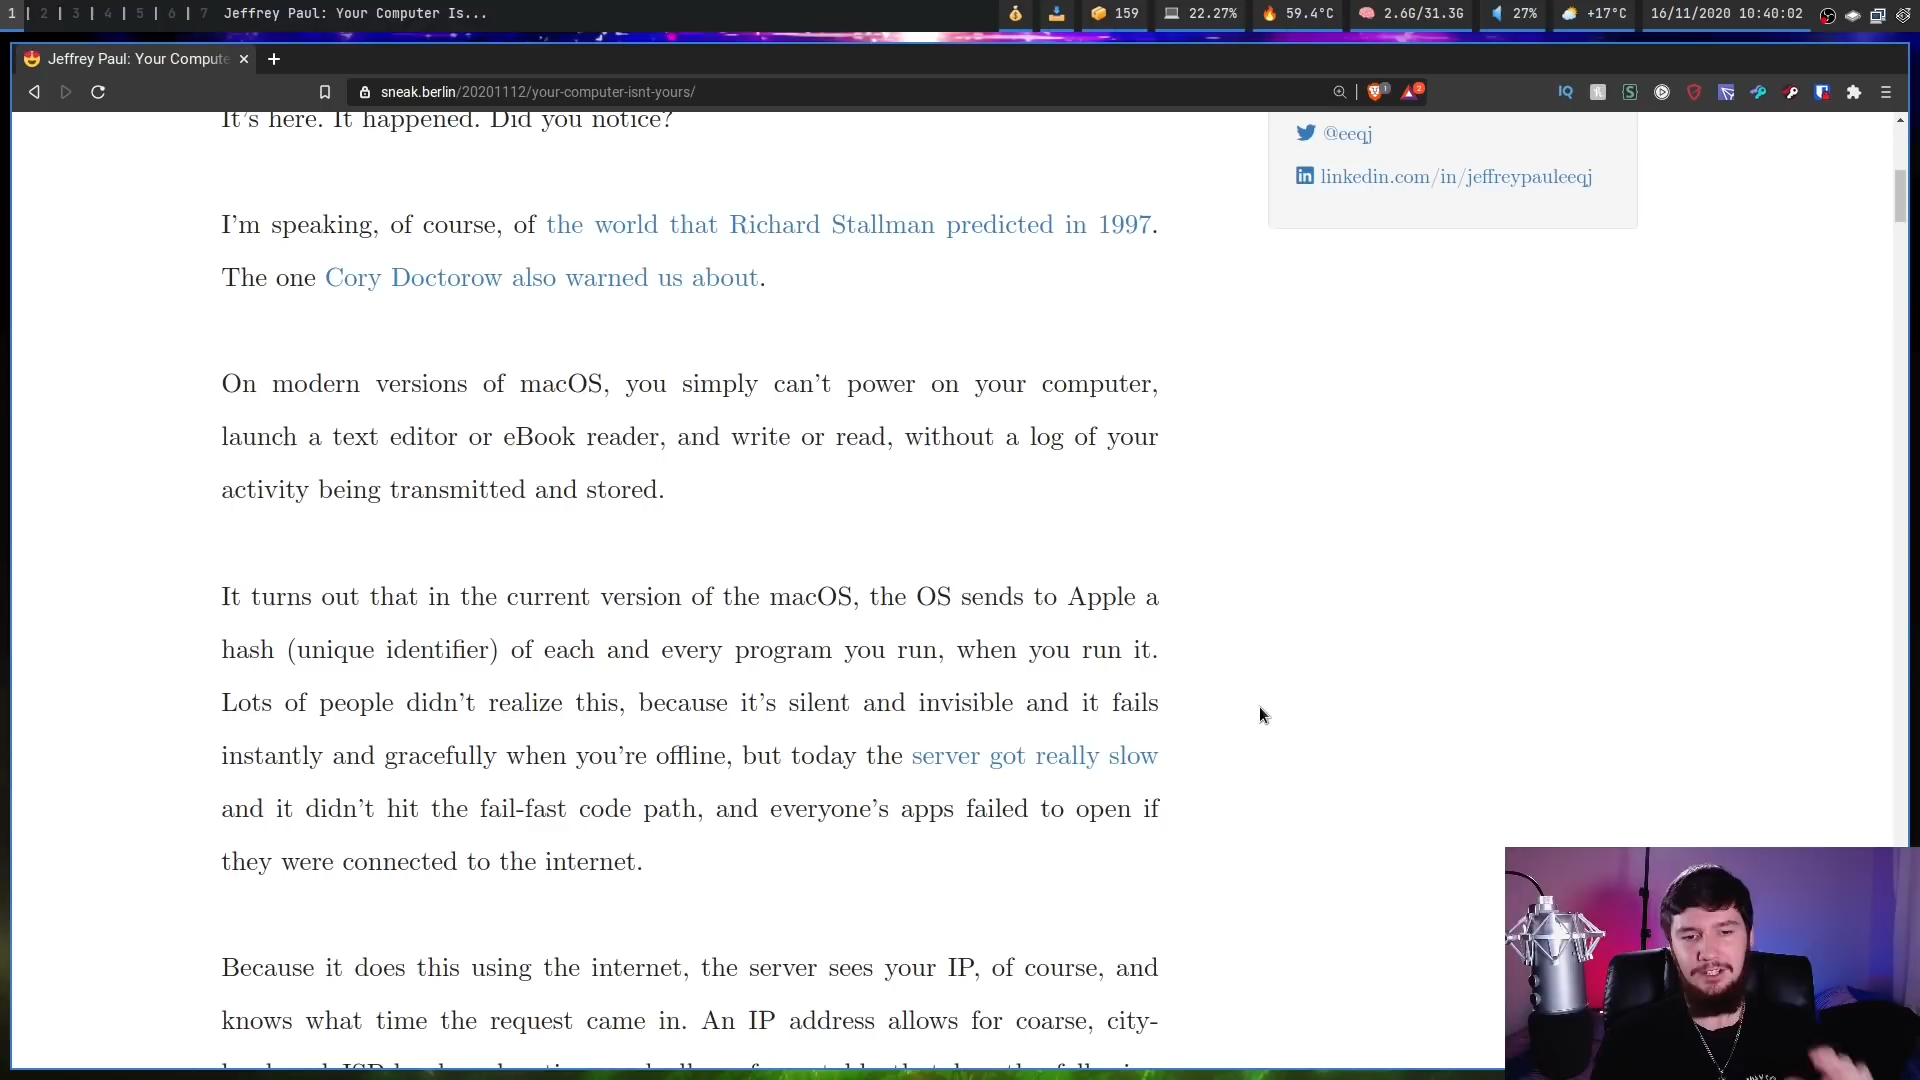 1 | 2 | 3 | 4 | 5 | 6 | 7 Jeffrey Paul: Your Computer Is... 159 22.27% 59.4°C 2.6G/31.3G 27% +17°C 16/11/2020 10:40:02
Jeffrey Paul: Your Compute
sneak.berlin/20201112/your-computer-isnt-yours/ 1 2 IQ
It's here. It happened. Did you notice?
@eeqj
linkedin.com/in/jeffreypauleeqj
I'm speaking, of course, of the world that Richard Stallman predicted in 1997.
The one Cory Doctorow also warned us about.
On modern versions of macOS, you simply can't power on your computer,
launch a text editor or eBook reader, and write or read, without a log of your
activity being transmitted and stored.
It turns out that in the current version of the macOS, the OS sends to Apple a
hash (unique identifier) of each and every program you run, when you run it.
Lots of people didn't realize this, because it's silent and invisible and it fails
instantly and gracefully when you're offline, but today the server got really slow
and it didn't hit the fail-fast code path, and everyone's apps failed to open if
they were connected to the internet.
Because it does this using the internet, the server sees your IP, of course, and
knows what time the request came in. An IP address allows for coarse, city-